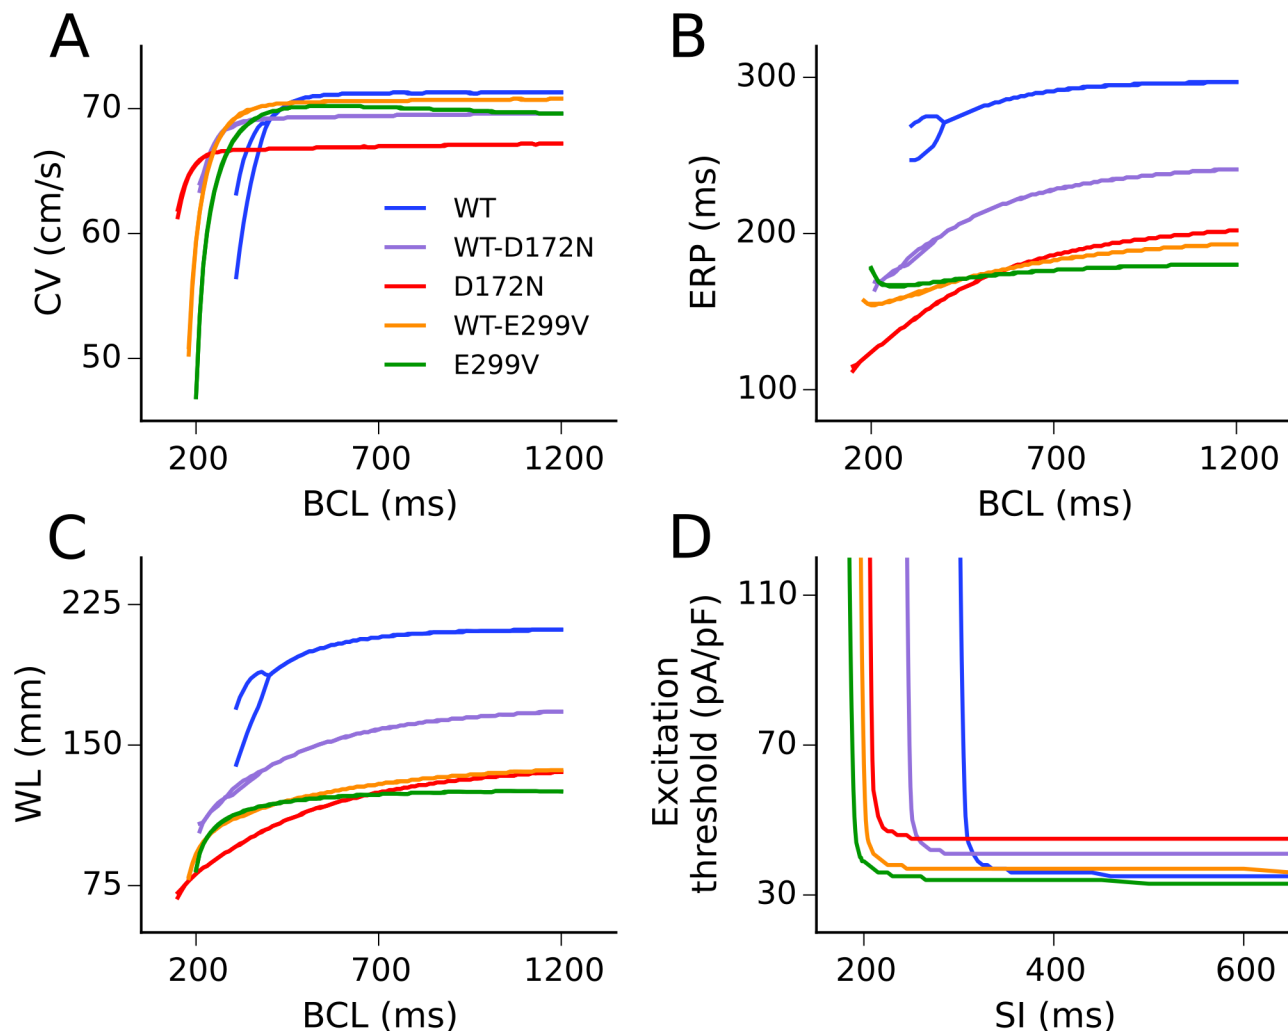 A
70
60
50
CV (cm/s)
200
700
1200
BCL (ms)
WT
WT-D172N
D172N
WT-E299V
E299V
B
300
200
100
ERP (ms)
200
700
1200
BCL (ms)
C
225
150
75
WL (mm)
200
700
1200
BCL (ms)
D
110
70
30
Excitation
threshold (pA/pF)
200
400
600
SI (ms)